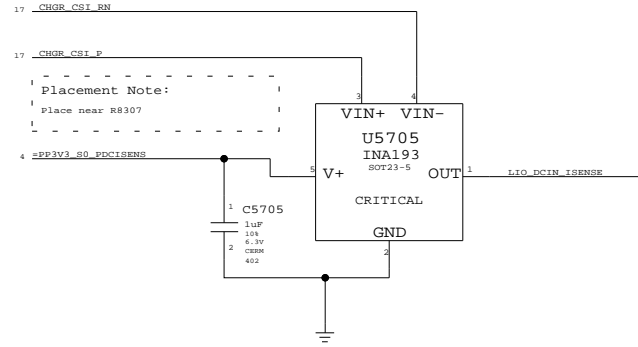 17 CHGR_CSI_RN
17 CHGR_CSI_P
Placement Note:
Place near R8307
4 =PP3V3_S0_PDCISENS
3 4
VIN+ VIN-
U5705
INA193
SOT23-5
5 V+ OUT 1 LIO_DCIN_ISENSE
CRITICAL
GND
2
1 C5705
1uF
10%
6.3V
2 CERM
402